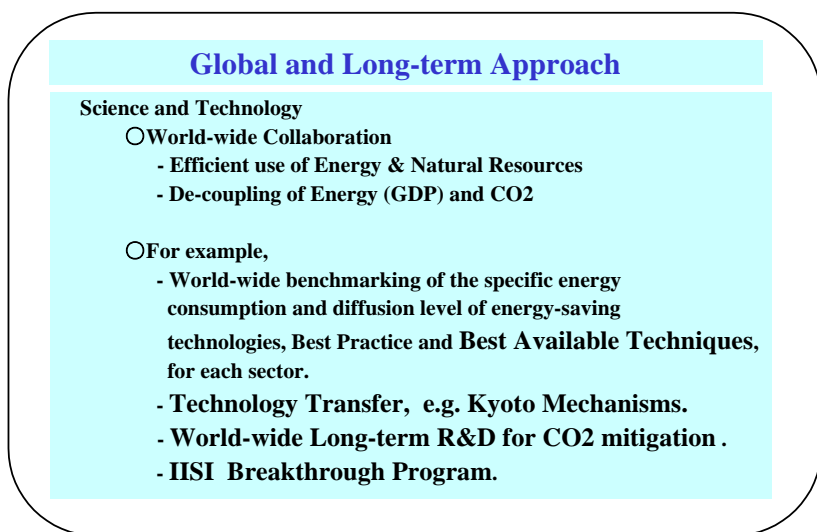 Global and Long-term Approach
Science and Technology
○World-wide Collaboration
- Efficient use of Energy & Natural Resources
- De-coupling of Energy (GDP) and CO2
○For example,
- World-wide benchmarking of the specific energy
consumption and diffusion level of energy-saving
technologies, Best Practice and Best Available Techniques,
for each sector.
- Technology Transfer,  e.g. Kyoto Mechanisms.
- World-wide Long-term R&D for CO2 mitigation .
- IISI  Breakthrough Program.